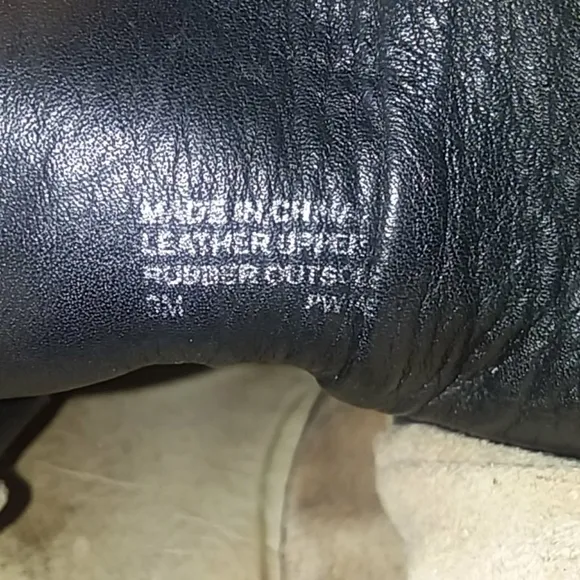 MADE IN CHINA
LEATHER UPPER
RUBBER OUTSOLE